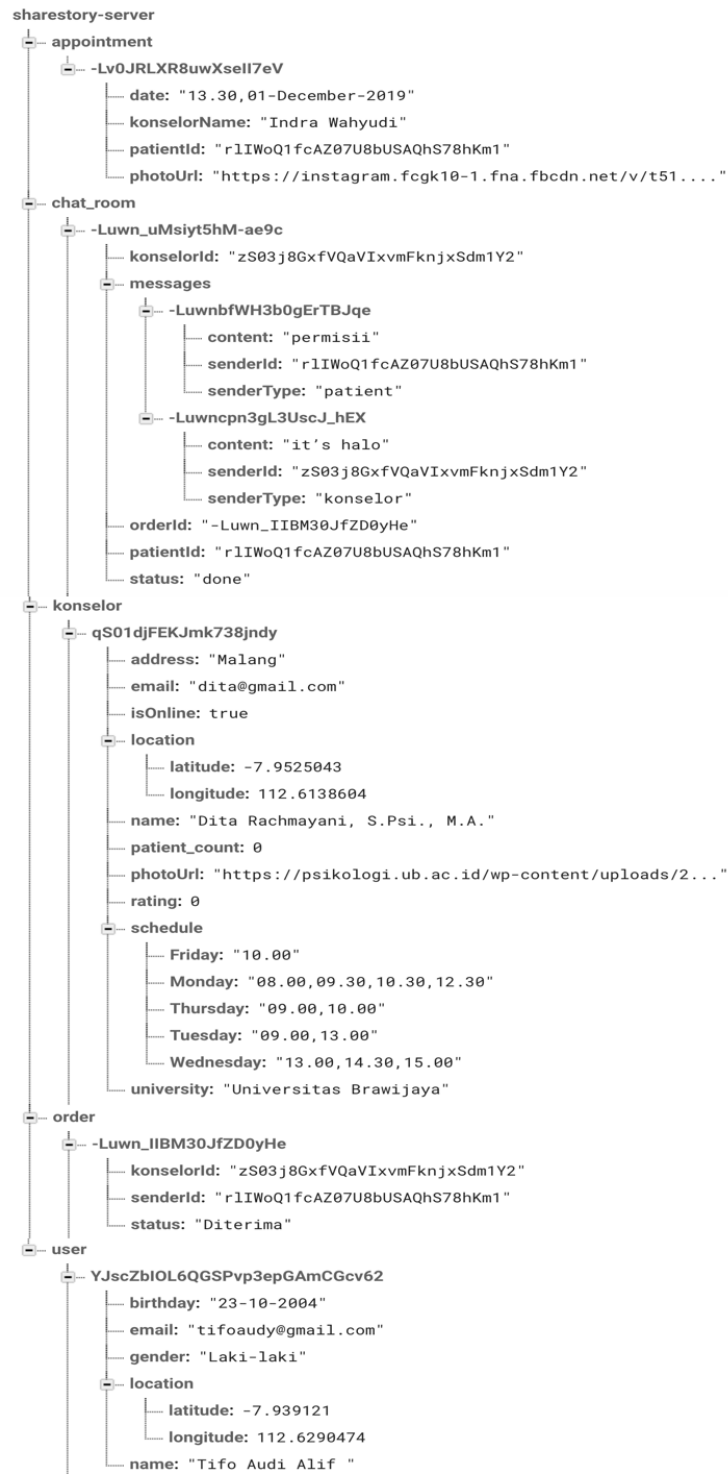 sharestory-server
appointment
-Lv0JRLXR8uwXseII7eV
date: "13.30,01-December-2019"
konselorName: "Indra Wahyudi"
patientId: "rlIWoQ1fcAZ07U8bUSAQhS78hKm1"
photoUrl: "https://instagram.fcgk10-1.fna.fbcdn.net/v/t51...."
chat_room
-Luwn_uMsiyt5hM-ae9c
konselorId: "zS03j8GxfVQaVIxvmFknjxSdm1Y2"
messages
-LuwnbfWH3b0gErTBJqe
content: "permisii"
senderId: "rlIWoQ1fcAZ07U8bUSAQhS78hKm1"
senderType: "patient"
-Luwncpn3gL3UscJ_hEX
content: "it’s halo"
senderId: "zS03j8GxfVQaVIxvmFknjxSdm1Y2"
senderType: "konselor"
orderId: "-Luwn_IIBM30JfZD0yHe"
patientId: "rlIWoQ1fcAZ07U8bUSAQhS78hKm1"
status: "done"
konselor
qS01djFEKJmk738jndy
address: "Malang"
email: "dita@gmail.com"
isOnline: true
location
latitude: -7.9525043
longitude: 112.6138604
name: "Dita Rachmayani, S.Psi., M.A."
patient_count: 0
photoUrl: "https://psikologi.ub.ac.id/wp-content/uploads/2..."
rating: 0
schedule
Friday: "10.00"
Monday: "08.00,09.30,10.30,12.30"
Thursday: "09.00,10.00"
Tuesday: "09.00,13.00"
Wednesday: "13.00,14.30,15.00"
university: "Universitas Brawijaya"
order
-Luwn_IIBM30JfZD0yHe
konselorId: "zS03j8GxfVQaVIxvmFknjxSdm1Y2"
senderId: "rlIWoQ1fcAZ07U8bUSAQhS78hKm1"
status: "Diterima"
user
YJscZbIOL6QGSPvp3epGAmCGcv62
birthday: "23-10-2004"
email: "tifoaudy@gmail.com"
gender: "Laki-laki"
location
latitude: -7.939121
longitude: 112.6290474
name: "Tifo Audi Alif "